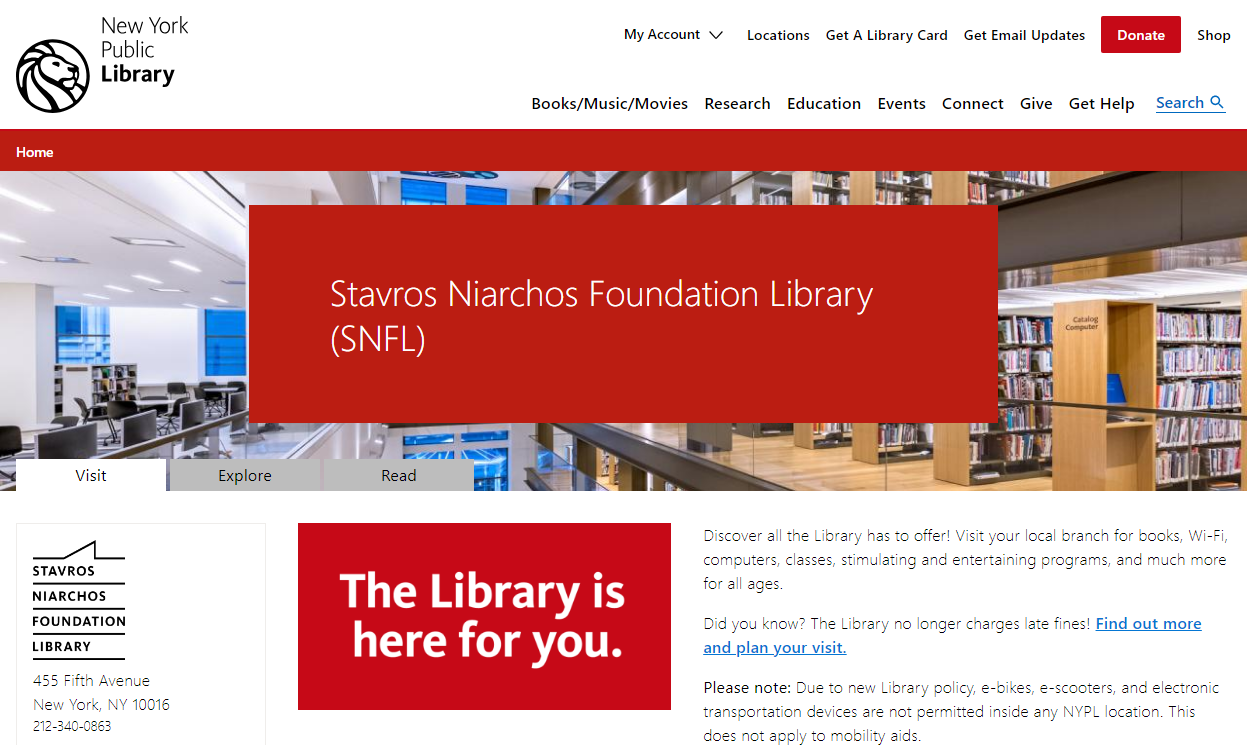 New York
Public
Library
My Account
Locations
Get A Library Card
Get Email Updates
Donate
Shop
Books/Music/Movies
Research
Education
Events
Connect
Give
Get Help
Search
Home
Stavros Niarchos Foundation Library
(SNFL)
Catalog
Computer
Visit
Explore
Read
STAVROS
NIARCHOS
FOUNDATION
LIBRARY
455 Fifth Avenue
New York, NY 10016
212-340-0863
The Library is
here for you.
Discover all the Library has to offer! Visit your local branch for books, Wi-Fi,
computers, classes, stimulating and entertaining programs, and much more
for all ages.
Did you know? The Library no longer charges late fines! Find out more
and plan your visit.
Please note: Due to new Library policy, e-bikes, e-scooters, and electronic
transportation devices are not permitted inside any NYPL location. This
does not apply to mobility aids.